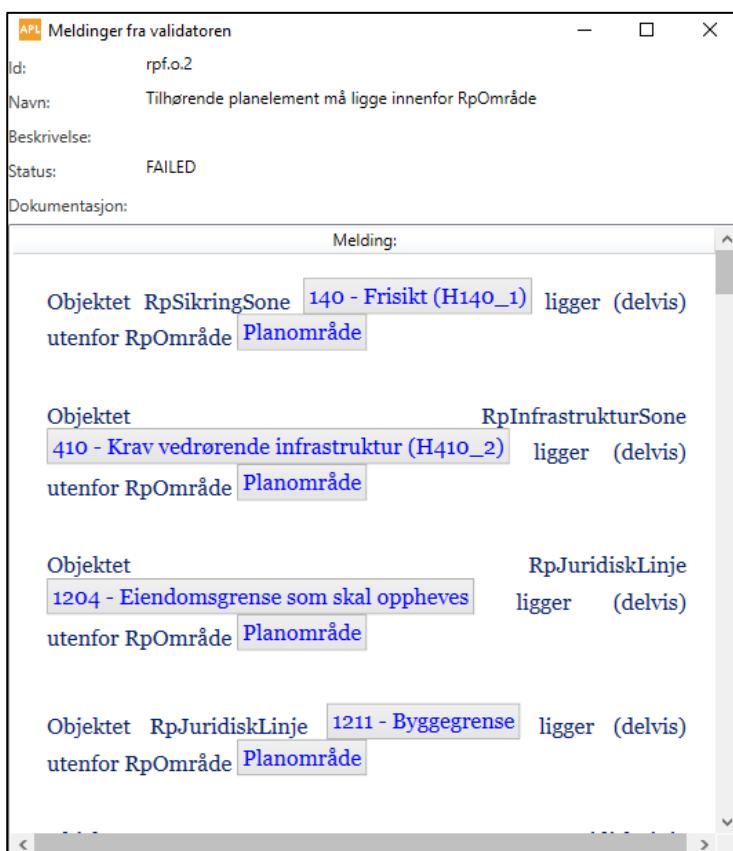 APL Meldinger fra validatoren
Id: rpf.o.2
Navn: Tilhørende planelement må ligge innenfor RpOmråde
Beskrivelse:
Status: FAILED
Dokumentasjon:
Melding:
Objektet RpSikringSone 140 - Frisikt (H140_1) ligger (delvis)
utenfor RpOmråde Planområde
Objektet RpInfrastrukturSone
410 - Krav vedrørende infrastruktur (H410_2) ligger (delvis)
utenfor RpOmråde Planområde
Objektet RpJuridiskLinje
1204 - Eiendomsgrense som skal oppheves ligger (delvis)
utenfor RpOmråde Planområde
Objektet RpJuridiskLinje 1211 - Byggegrense ligger (delvis)
utenfor RpOmråde Planområde